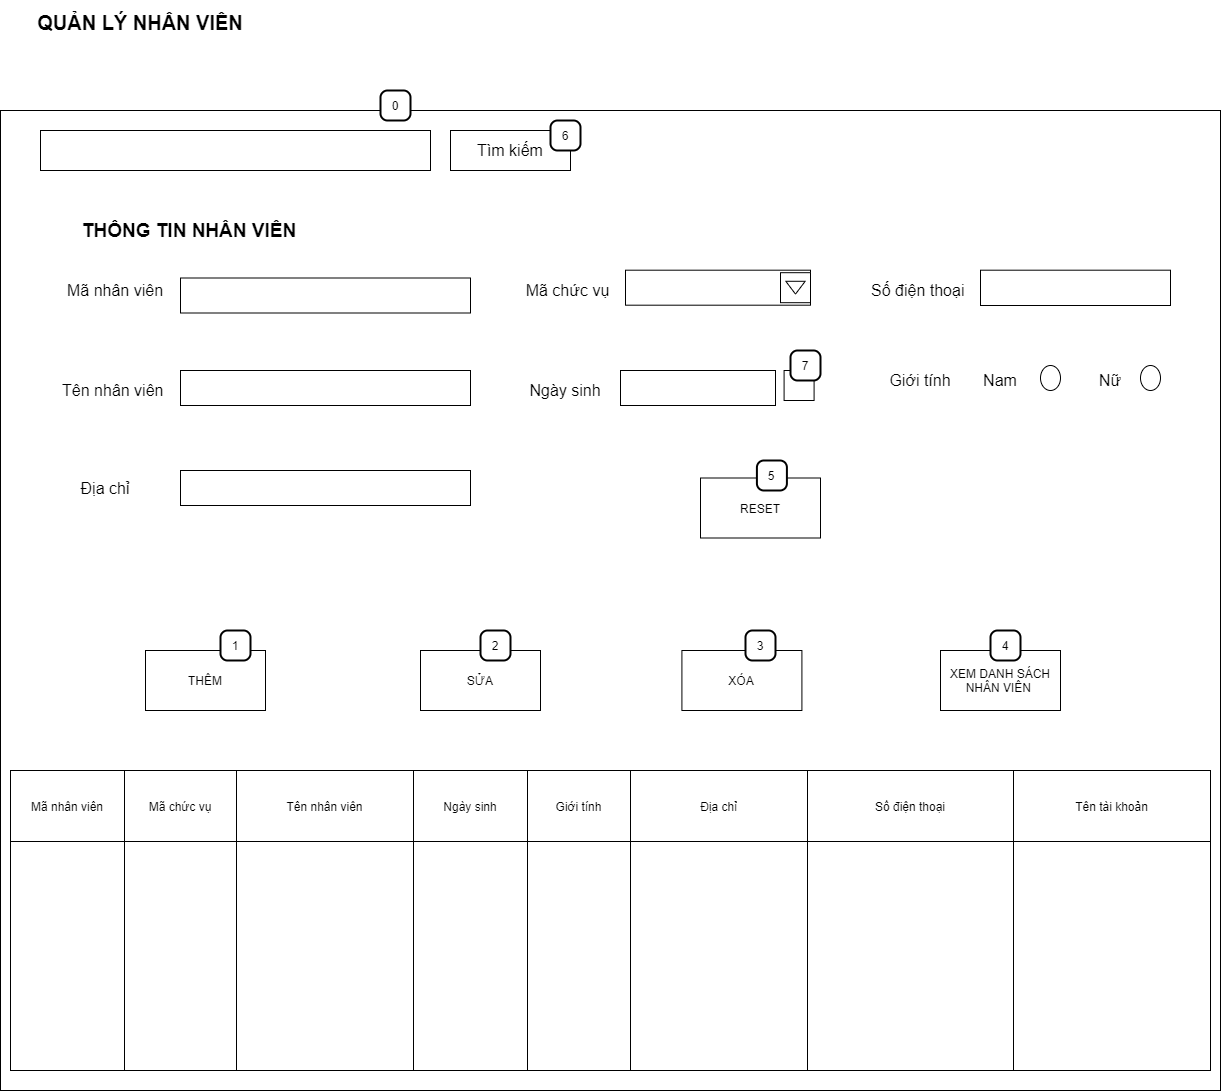 QUẢN LÝ NHÂN VIÊN
0
6
Tìm kiếm
THÔNG TIN NHÂN VIÊN
Mã nhân viên
Mã chức vụ
Số điện thoại
7
Tên nhân viên
Ngày sinh
Giới tính
Nam
Nữ
5
Địa chỉ
RESET
1
2
3
4
THÊM
SỬA
XÓA
XEM DANH SÁCH
NHÂN VIÊN
Mã nhân viên
Mã chức vụ
Tên nhân viên
Ngày sinh
Giới tính
Địa chỉ
Số điện thoại
Tên tài khoản